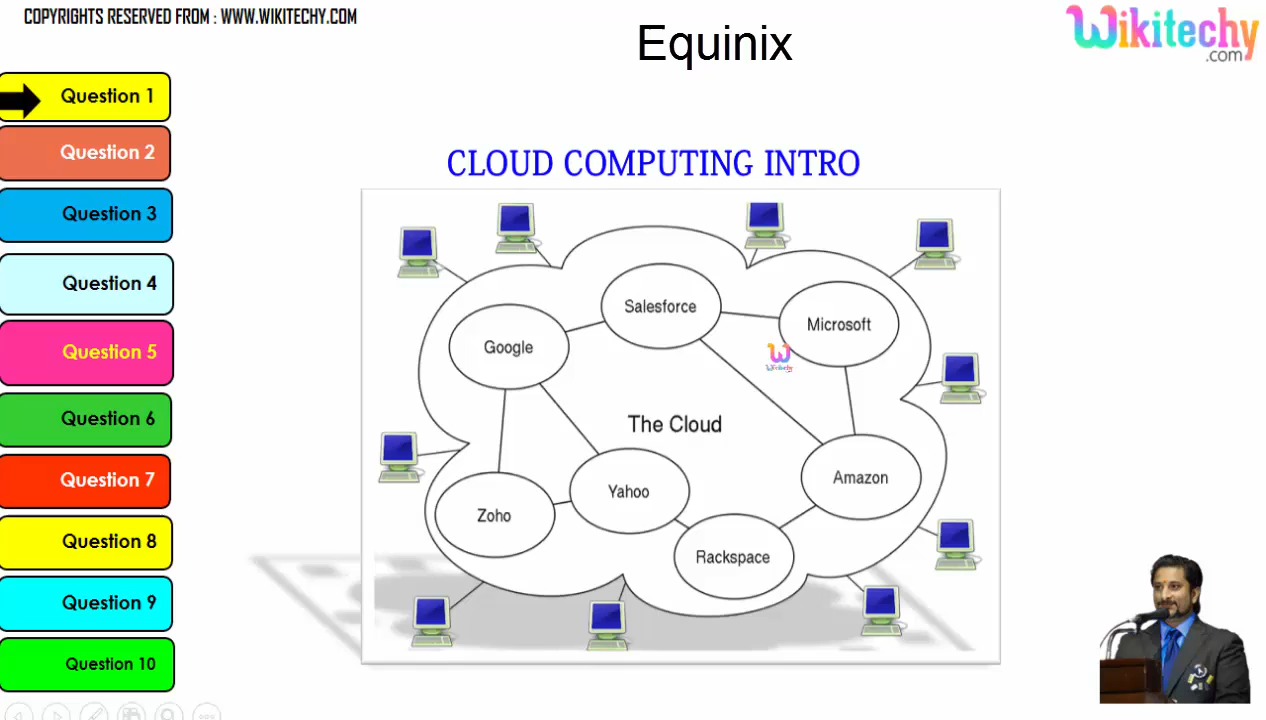 COPYRIGHTS RESERVED FROM : WWW.WIKITECHY.COM
Equinix
Wikitechy
.com
Question 1
Question 2
Question 3
Question 4
Question 5
Question 6
Question 7
Question 8
Question 9
Question 10
CLOUD COMPUTING INTRO
Salesforce
Microsoft
Google
Wikitechy
The Cloud
Amazon
Yahoo
Zoho
Rackspace